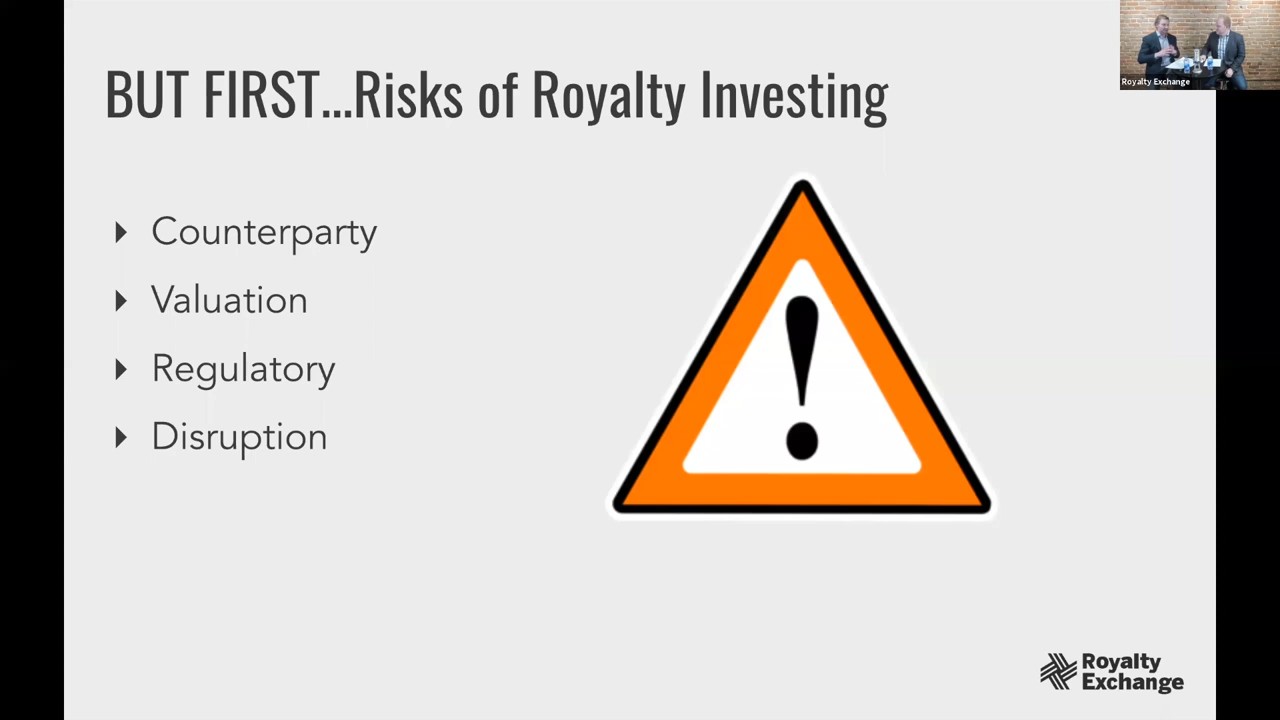 BUT FIRST...Risks of Royalty Investing
Royalty Exchange
Counterparty
Valuation
Regulatory
Disruption
!
Royalty
Exchange